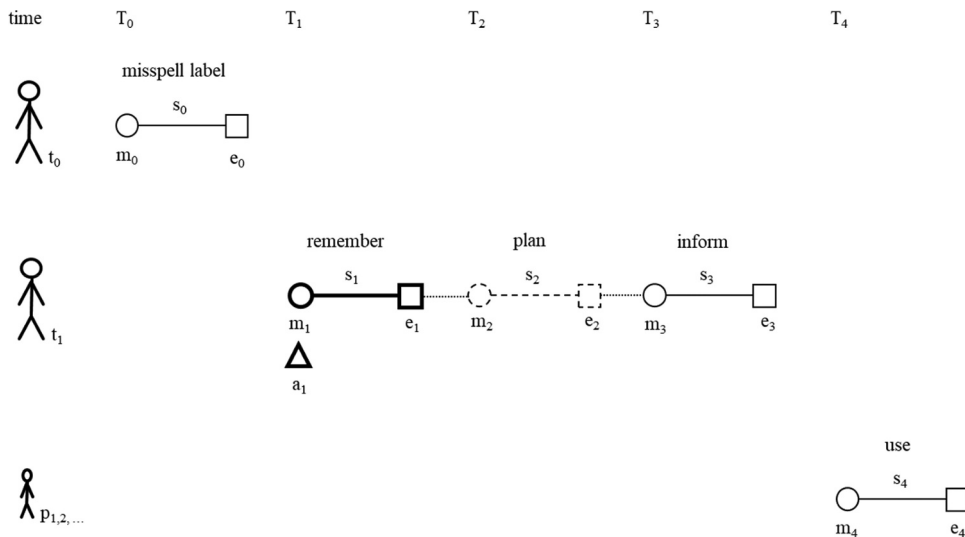 time T₀ T₁ T₂ T₃ T₄
misspell label
s₀
t₀ m₀ e₀
remember plan inform
s₁ s₂ s₃
t₁ m₁ e₁ m₂ e₂ m₃ e₃
a₁
use
s₄
p₁,₂, …
m₄ e₄